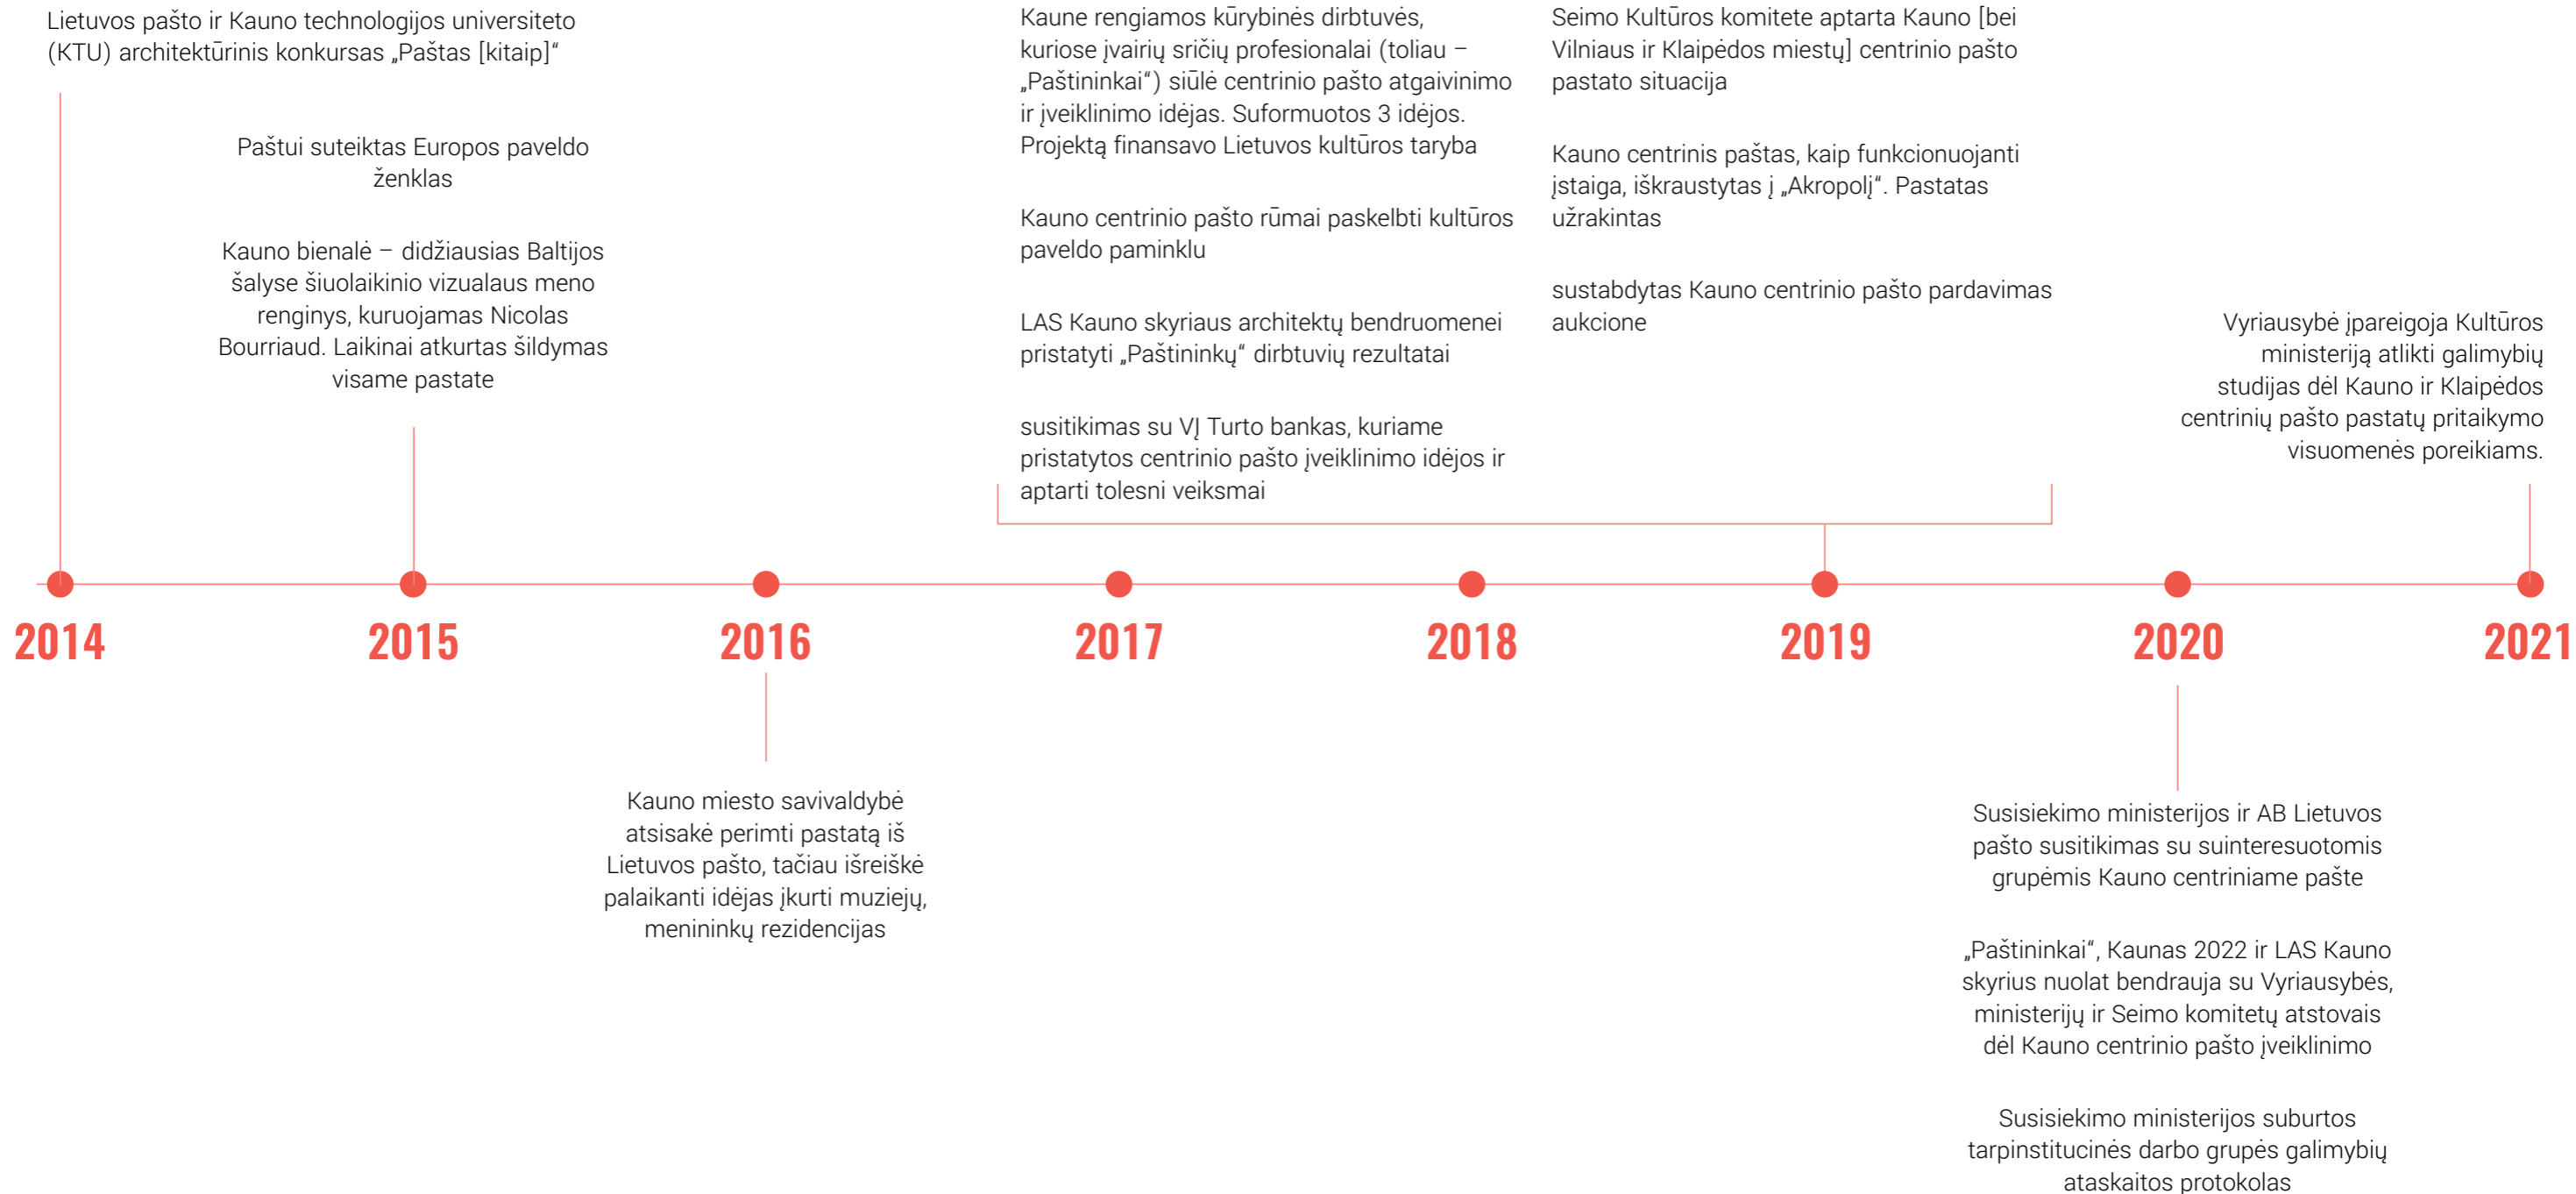 Lietuvos pašto ir Kauno technologijos universiteto
(KTU) architektūrinis konkursas „Paštas [kitaip]“
Paštui suteiktas Europos paveldo
ženklas
Kauno bienalė – didžiausias Baltijos
šalyse šiuolaikinio vizualaus meno
renginys, kuruojamas Nicolas
Bourriaud. Laikinai atkurtas šildymas
visame pastate
Kaune rengiamos kūrybinės dirbtuvės,
kuriose įvairių sričių profesionalai (toliau –
„Paštininkai“) siūlė centrinio pašto atgaivinimo
ir įveiklinimo idėjas. Suformuotos 3 idėjos.
Projektą finansavo Lietuvos kultūros taryba
Kauno centrinio pašto rūmai paskelbti kultūros
paveldo paminklu
LAS Kauno skyriaus architektų bendruomenei
pristatyti „Paštininkų“ dirbtuvių rezultatai
susitikimas su VĮ Turto bankas, kuriame
pristatytos centrinio pašto įveiklinimo idėjos ir
aptarti tolesni veiksmai
Seimo Kultūros komitete aptarta Kauno [bei
Vilniaus ir Klaipėdos miestų] centrinio pašto
pastato situacija
Kauno centrinis paštas, kaip funkcionuojanti
įstaiga, iškraustytas į „Akropolį“. Pastatas
užrakintas
sustabdytas Kauno centrinio pašto pardavimas
aukcione
Vyriausybė įpareigoja Kultūros
ministeriją atlikti galimybių
studijas dėl Kauno ir Klaipėdos
centrinių pašto pastatų pritaikymo
visuomenės poreikiams.
2014
2015
2016
2017
2018
2019
2020
2021
Kauno miesto savivaldybė
atsisakė perimti pastatą iš
Lietuvos pašto, tačiau išreiškė
palaikanti idėjas įkurti muziejų,
menininkų rezidencijas
Susisiekimo ministerijos ir AB Lietuvos
pašto susitikimas su suinteresuotomis
grupėmis Kauno centriniame pašte
„Paštininkai“, Kaunas 2022 ir LAS Kauno
skyrius nuolat bendrauja su Vyriausybės,
ministerijų ir Seimo komitetų atstovais
dėl Kauno centrinio pašto įveiklinimo
Susisiekimo ministerijos suburtos
tarpinstitucinės darbo grupės galimybių
ataskaitos protokolas